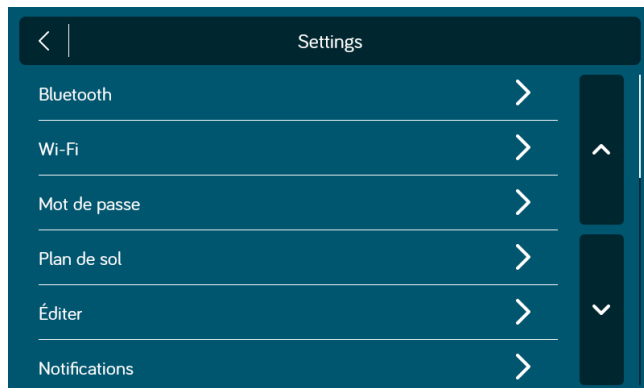 Settings
Bluetooth
Wi-Fi
Mot de passe
Plan de sol
Éditer
Notifications